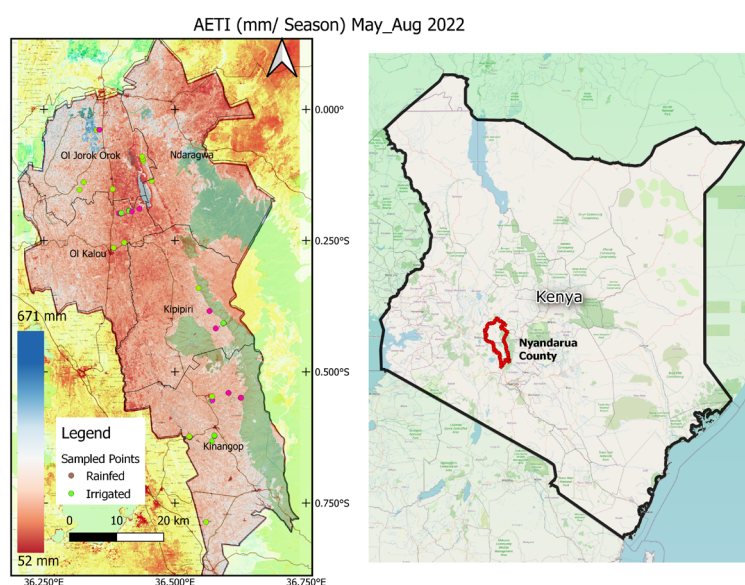 AETI (mm/ Season) May_Aug 2022
0.000°
Ol Jorok Orok
Ndaragwa
0.250°S
Ol Kalou
Kipipiri
671 mm
0.500°S
Legend
Sampled Points
Rainfed
Irrigated
Kinangop
0.750°S
0 10 20 km
52 mm
36.250°E 36.500°E 36.750°E
Kenya
Nyandarua
County